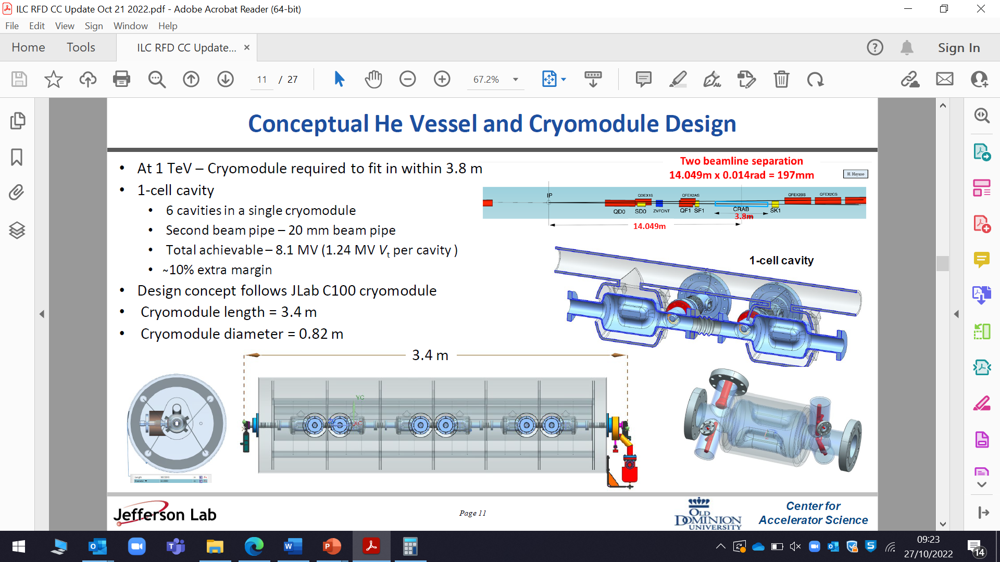 ILC RFD CC Update Oct 21 2022.pdf - Adobe Acrobat Reader (64-bit)
File Edit View Sign Window Help
Home Tools ILC RFD CC Update... × Sign In
11 / 27 67.2%
Conceptual He Vessel and Cryomodule Design
• At 1 TeV – Cryomodule required to fit in within 3.8 m
• 1-cell cavity
• 6 cavities in a single cryomodule
• Second beam pipe – 20 mm beam pipe
• Total achievable – 8.1 MV (1.24 MV Vt per cavity )
• ~10% extra margin
• Design concept follows JLab C100 cryomodule
• Cryomodule length = 3.4 m
• Cryomodule diameter = 0.82 m
Two beamline separation
14.049m x 0.014rad = 197mm
H. Hayano
IP QDEX1S QFEX2AS QFEX2BS QFEX2CS
QD0 SD0 ZVFONT QF1 SF1 CRAB SK1
3.8m
14.049m
1-cell cavity
3.4 m
YC
Length
Diameter
Jefferson Lab
Page 11
OLD
DOMINION
UNIVERSITY
Center for
Accelerator Science
09:23
27/10/2022
14